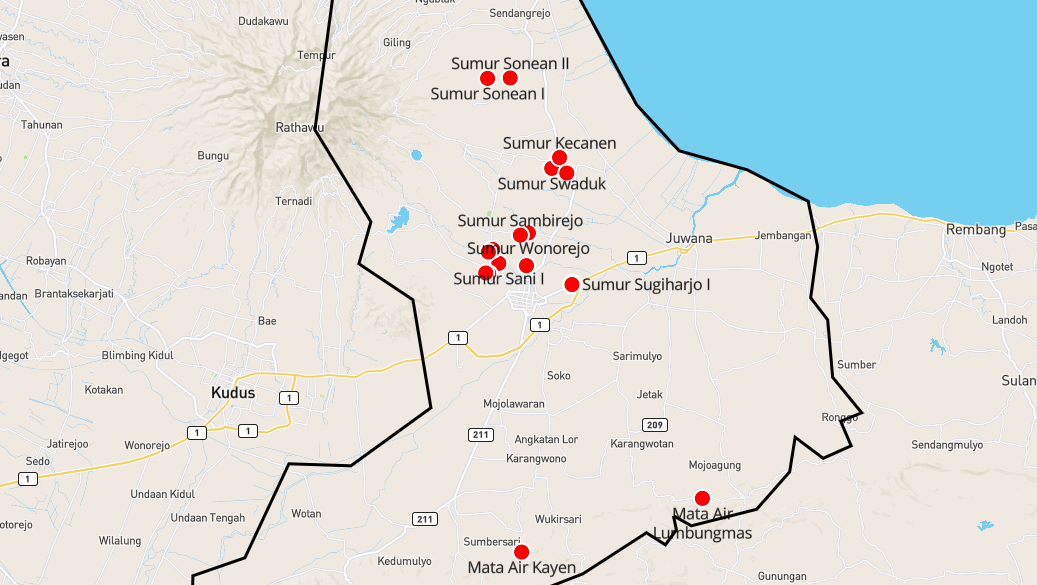 Ngablak
Sendangrejo
Dudakawu
Giling
Tempur
Sumur Sonean II
Sumur Sonean I
Tahunan
Rathawu
Sumur Kecanen
Bungu
Sumur Swaduk
Ternadi
Sumur Sambirejo
Juwana
Jembangan
Rembang
Pasa
Sumur Wonorejo
1
Robayan
Ngotet
Sumur Sani I
Sumur Sugiharjo I
Brantaksekarjati
andan
Bae
1
Landoh
1
Blimbing Kidul
dgegot
Sarimulyo
Sumber
Soko
Sulan
Kotakan
Kudus
1
Jetak
Mojolawaran
Ronggo
209
1
1
211
Angkatan Lor
Jatirejoo
Wonorejo
Karangwotan
Sendangmulyo
Sedo
Karangwono
Mojoagung
1
Undaan Kidul
Wotan
Mata Air
Lumbungmas
Undaan Tengah
211
Wukirsari
otorejo
Wilalung
Sumbersari
Kedumulyo
Mata Air Kayen
Gunungan